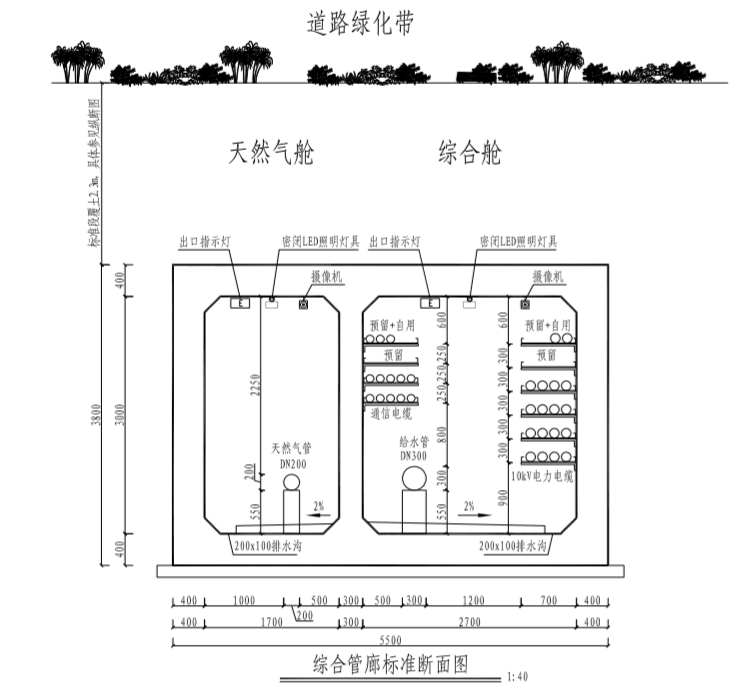 道路绿化带
标准段覆土2.3m，具体参见纵断图
天然气舱
综合舱
出口指示灯
密闭LED照明灯具
出口指示灯
密闭LED照明灯具
摄像机
摄像机
E
E
400
3000
400
3800
2250
200
550
天然气管
DN200
2%
200x100排水沟
预留+自用
预留
通信电缆
给水管
DN300
600
250
250
250
800
300
550
2%
600
300
300
300
300
300
900
预留+自用
预留
10kV电力电缆
200x100排水沟
400
1000
200
500
300
500
300
1200
700
400
400
1700
300
2700
400
5500
综合管廊标准断面图
1:40